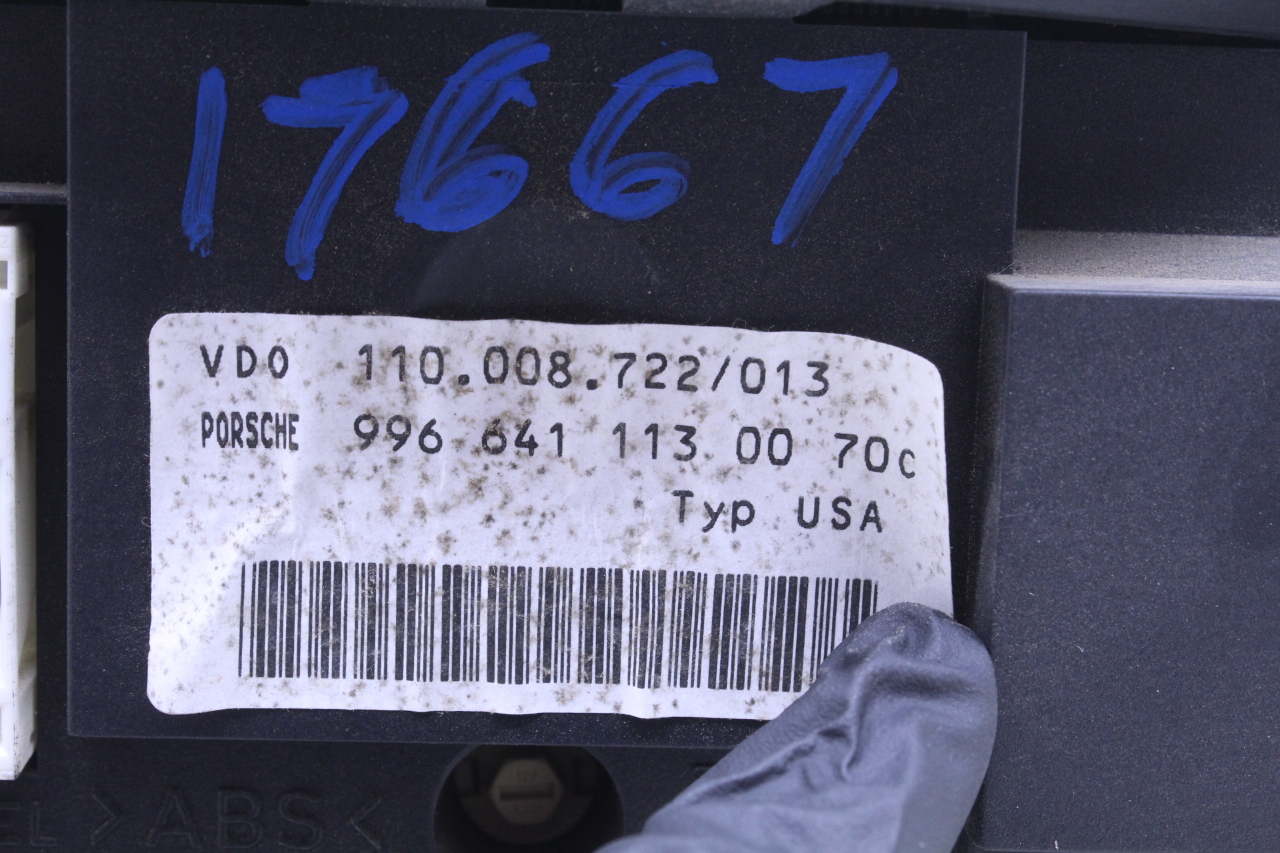 17667
VDO 110.008.722/013
PORSCHE 996 641 113 00 70C
Typ USA
>ABS<